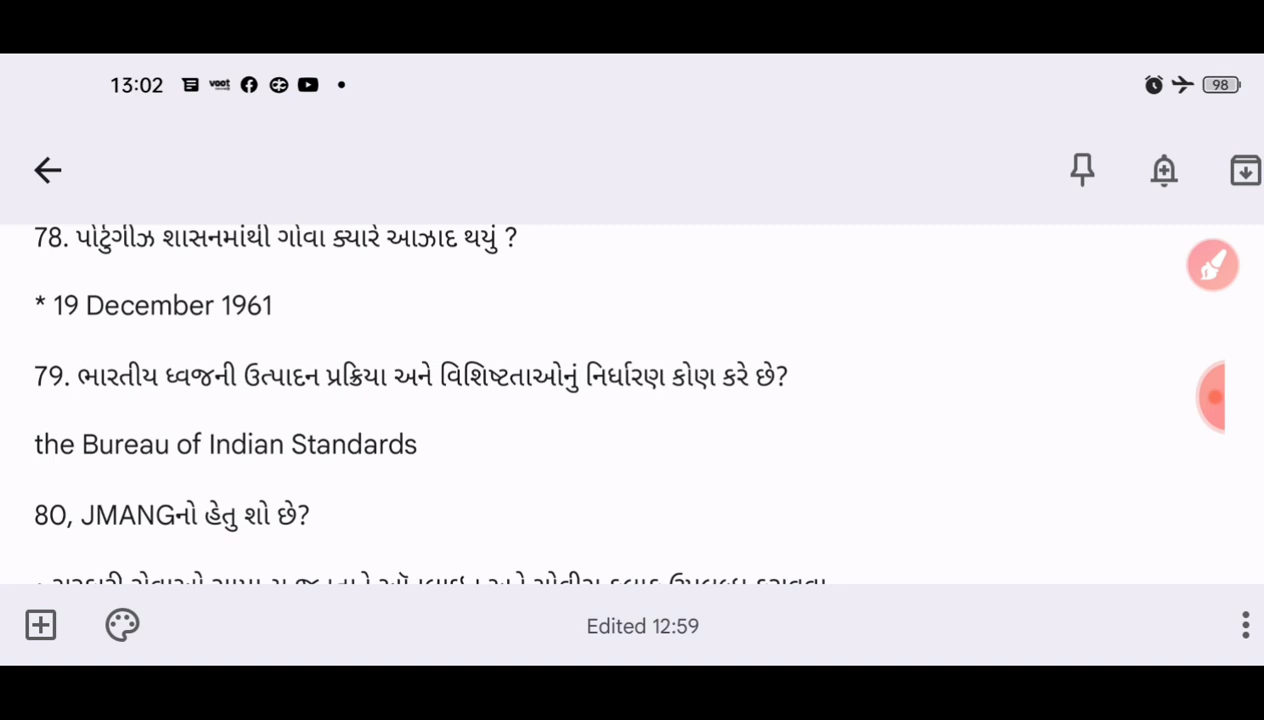 13:02 voot 98
78. પોર્ટુગીઝ શાસનમાંથી ગોવા ક્યારે આઝાદ થયું ?
* 19 December 1961
79. ભારતીય ધ્વજની ઉત્પાદન પ્રક્રિયા અને વિશિષ્ટતાઓનું નિર્ધારણ કોણ કરે છે?
the Bureau of Indian Standards
80, JMANGનો હેતુ શો છે?
Edited 12:59